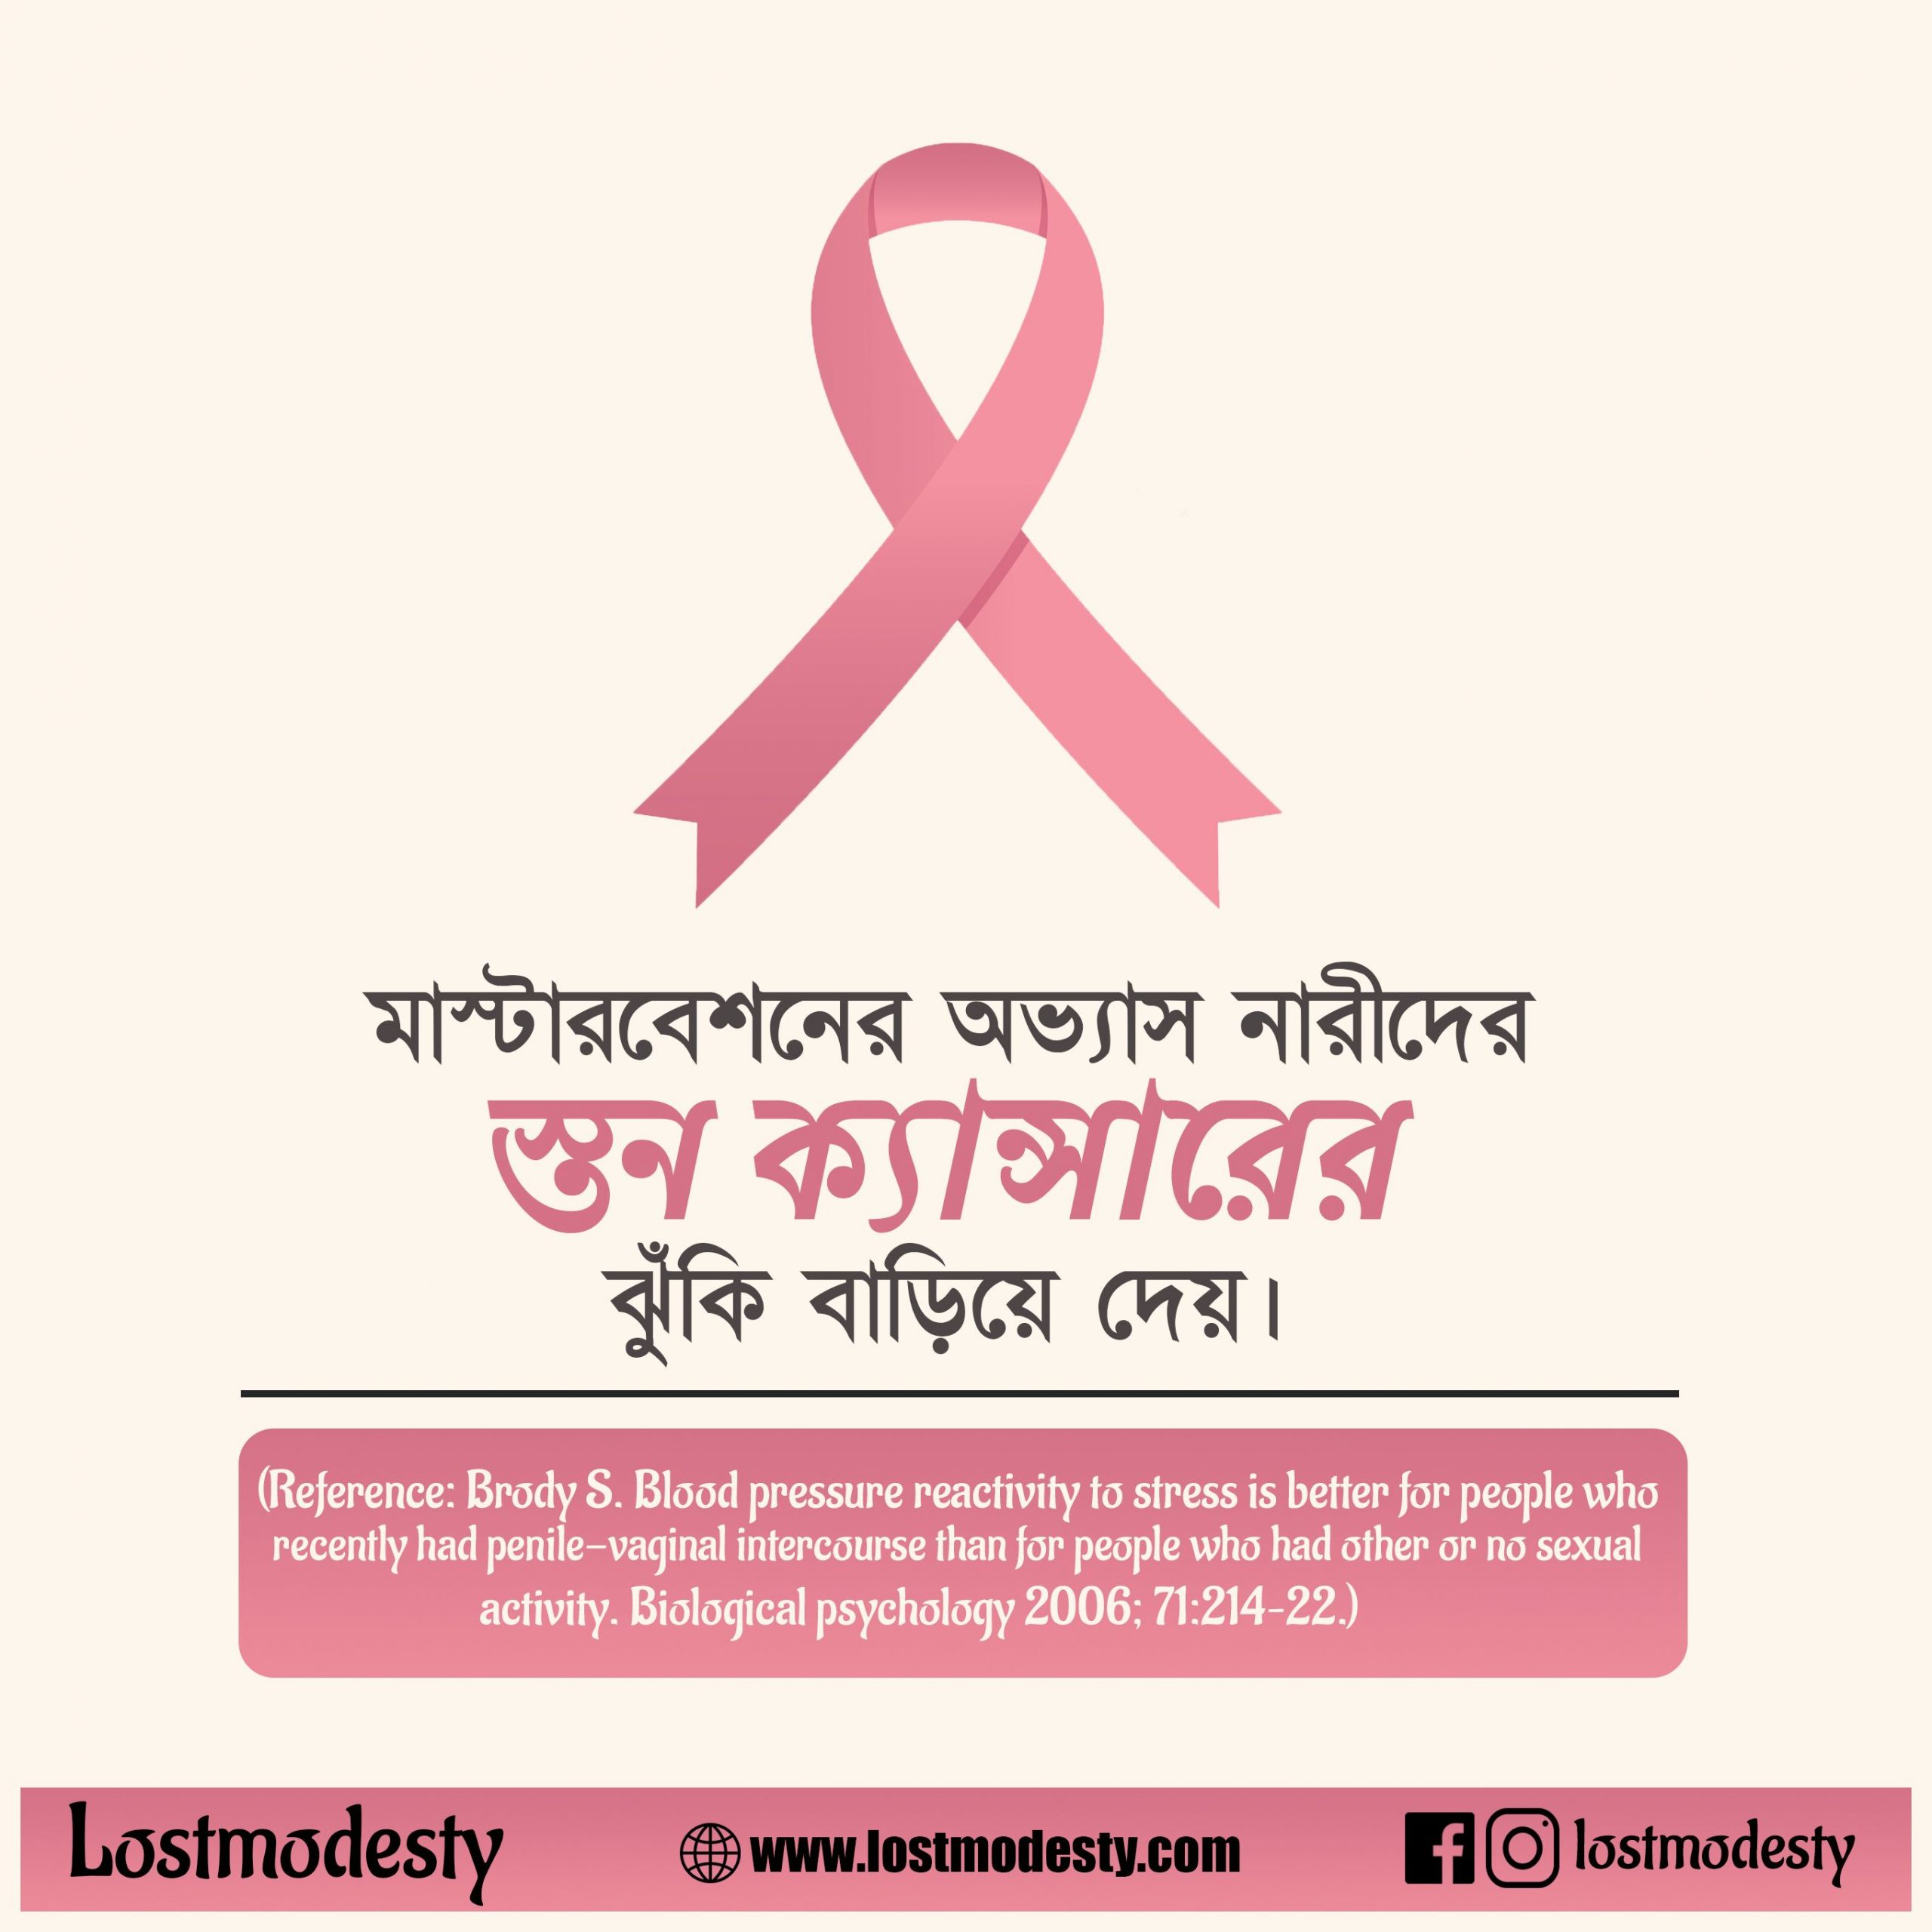 মাস্টারবেশনের অভ্যাস নারীদের
স্তন ক্যান্সারের
ঝুঁকি বাড়িয়ে দেয়।
(Reference: Brody S. Blood pressure reactivity to stress is better for people who
recently had penile-vaginal intercourse than for people who had other or no sexual
activity. Biological psychology 2006; 71:214-22.)
Lostmodesty
www.lostmodesty.com
lostmodesty